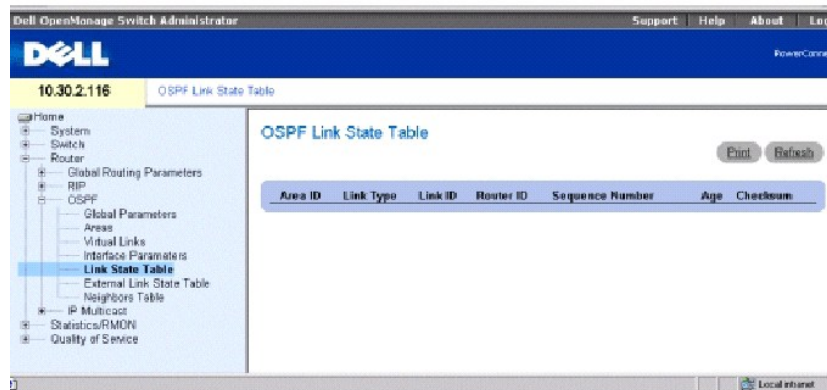 Dell OpenManage Switch Administrator
Support Help About
DELL
10.30.2.116 OSPF Link State Table
Home
System
Switch
Router
Global Routing Parameters
RIP
OSPF
Global Parameters
Areas
Virtual Links
Interface Parameters
Link State Table
External Link State Table
Neighbors Table
IP Multicast
Statistics/RMON
Quality of Service
OSPF Link State Table
Print Refresh
Area ID Link Type Link ID Router ID Sequence Number Age Checksum
Local intranet